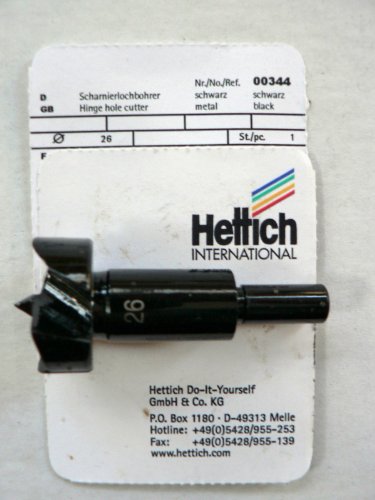 Nr./No./Ref. 00344
D Scharnierlochbohrer schwarz schwarz
GB Hinge hole cutter metal black
Ø 26 St./pc. 1
F
Hettich
INTERNATIONAL
26
Hettich Do-It-Yourself
GmbH & Co. KG
P.O. Box 1180 · D-49313 Melle
Hotline: +49(0)5428/955-253
Fax: +49(0)5428/955-139
www.hettich.com